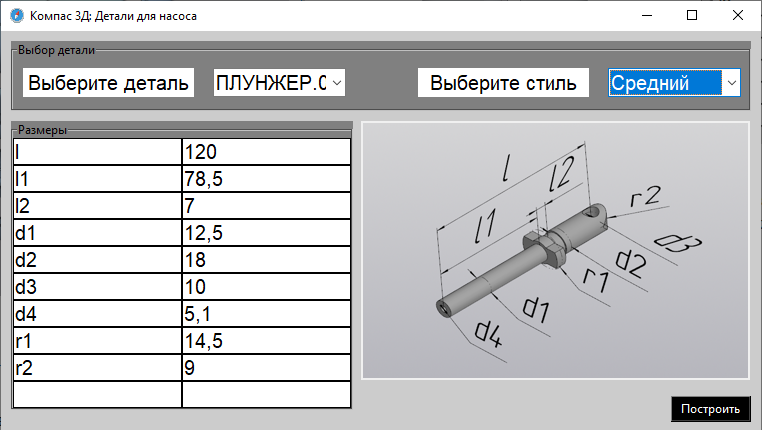 Компас 3Д: Детали для насоса
Выбор детали
Выберите деталь ПЛУНЖЕР. Выберите стиль Средний
Размеры
l 120
l1 78,5
l2 7
d1 12,5
d2 18
d3 10
d4 5,1
r1 14,5
r2 9
l
l2
r2
l1
d3
d2
r1
d1
d4
Построить